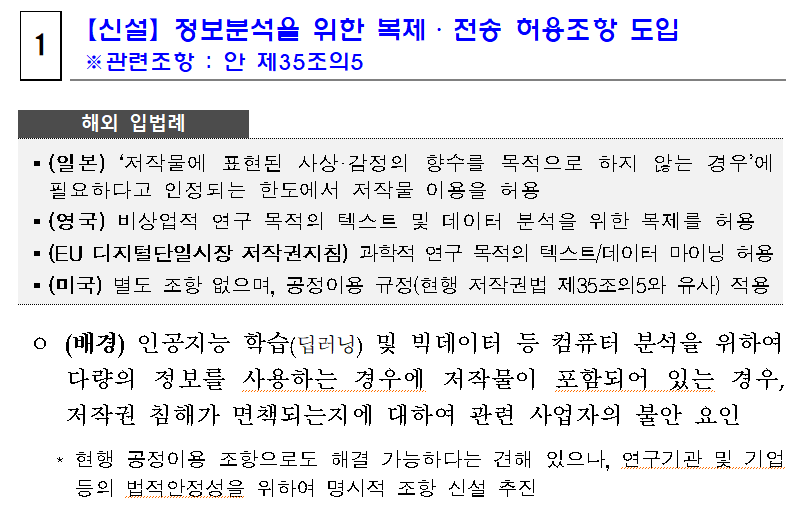 1
【신설】 정보분석을 위한 복제 · 전송 허용조항 도입
※관련조항 : 안 제35조의5
해외 입법례
▪ (일본) ‘저작물에 표현된 사상·감정의 향수를 목적으로 하지 않는 경우’에
필요하다고 인정되는 한도에서 저작물 이용을 허용
▪ (영국) 비상업적 연구 목적의 텍스트 및 데이터 분석을 위한 복제를 허용
▪ (EU 디지털단일시장 저작권지침) 과학적 연구 목적의 텍스트/데이터 마이닝 허용
▪ (미국) 별도 조항 없으며, 공정이용 규정(현행 저작권법 제35조의5와 유사) 적용
ㅇ (배경) 인공지능 학습(딥러닝) 및 빅데이터 등 컴퓨터 분석을 위하여
다량의 정보를 사용하는 경우에 저작물이 포함되어 있는 경우,
저작권 침해가 면책되는지에 대하여 관련 사업자의 불안 요인
* 현행 공정이용 조항으로도 해결 가능하다는 견해 있으나, 연구기관 및 기업
등의 법적안정성을 위하여 명시적 조항 신설 추진